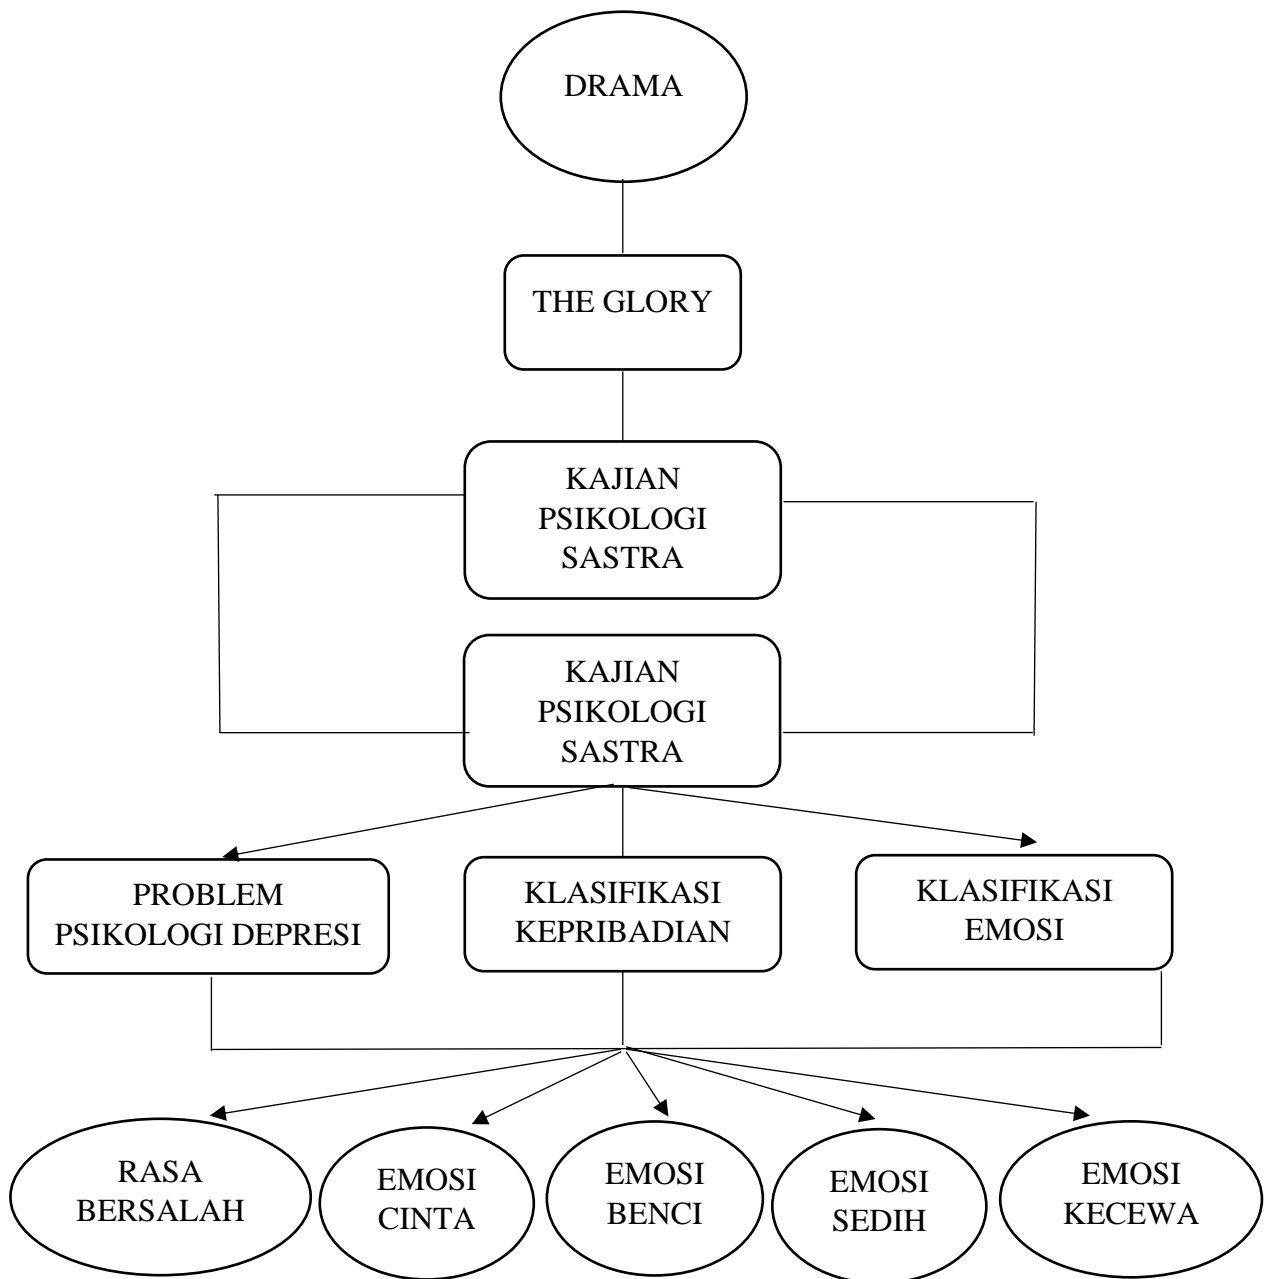 DRAMA
THE GLORY
KAJIAN
PSIKOLOGI
SASTRA
KAJIAN
PSIKOLOGI
SASTRA
PROBLEM
PSIKOLOGI DEPRESI
KLASIFIKASI
KEPRIBADIAN
KLASIFIKASI
EMOSI
RASA
BERSALAH
EMOSI
CINTA
EMOSI
BENCI
EMOSI
SEDIH
EMOSI
KECEWA